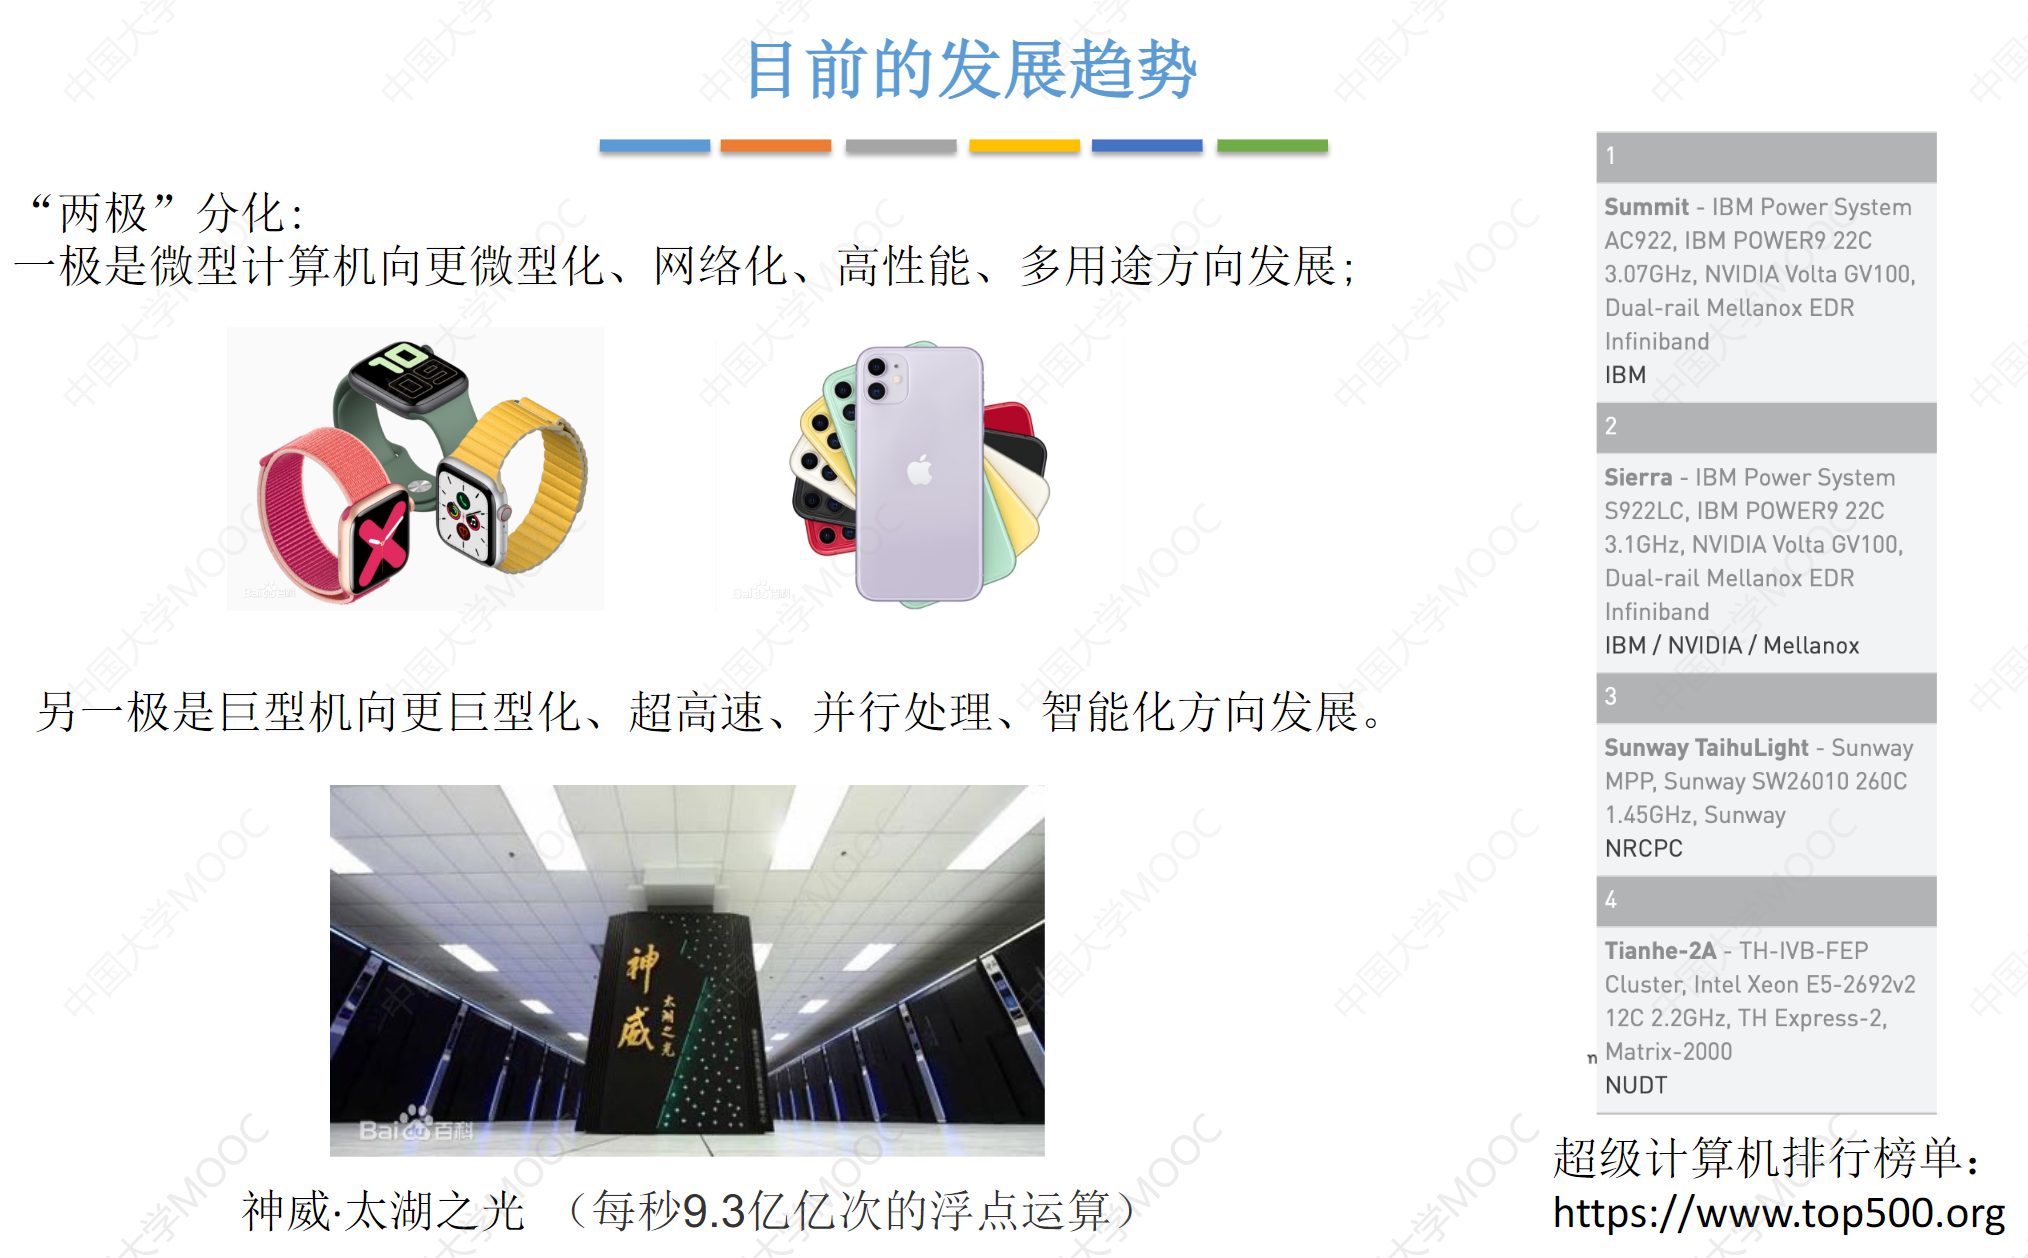 目前的发展趋势
“两极”分化：
一极是微型计算机向更微型化、网络化、高性能、多用途方向发展；
另一极是巨型机向更巨型化、超高速、并行处理、智能化方向发展。
神威
太湖之光
Baidu百科
神威·太湖之光 （每秒9.3亿亿次的浮点运算）
1
Summit - IBM Power System
AC922, IBM POWER9 22C
3.07GHz, NVIDIA Volta GV100,
Dual-rail Mellanox EDR
Infiniband
IBM
2
Sierra - IBM Power System
S922LC, IBM POWER9 22C
3.1GHz, NVIDIA Volta GV100,
Dual-rail Mellanox EDR
Infiniband
IBM / NVIDIA / Mellanox
3
Sunway TaihuLight - Sunway
MPP, Sunway SW26010 260C
1.45GHz, Sunway
NRCPC
4
Tianhe-2A - TH-IVB-FEP
Cluster, Intel Xeon E5-2692v2
12C 2.2GHz, TH Express-2,
Matrix-2000
NUDT
超级计算机排行榜单：
https://www.top500.org
中国大学MOOC